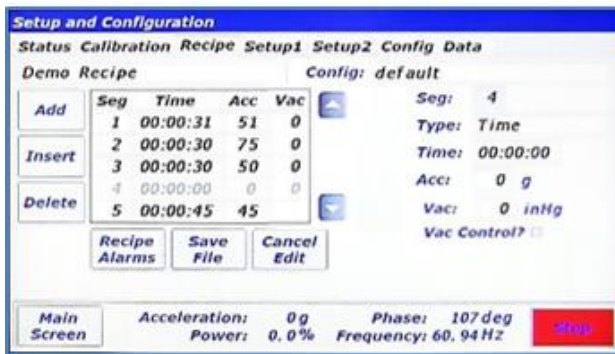 Setup and Configuration
Status Calibration Recipe Setup1 Setup2 Config Data
Demo Recipe Config: default
Add
Insert
Delete
Seg Time Acc Vac
1 00:00:31 51 0
2 00:00:30 75 0
3 00:00:30 50 0
4 00:00:00 0 0
5 00:00:45 45
Recipe Alarms
Save File
Cancel Edit
Seg: 4
Type: Time
Time: 00:00:00
Acc: 0 g
Vac: 0 inHg
Vac Control?
Main Screen
Acceleration: 0 g Phase: 107 deg
Power: 0.0% Frequency: 60.94 Hz
Stop